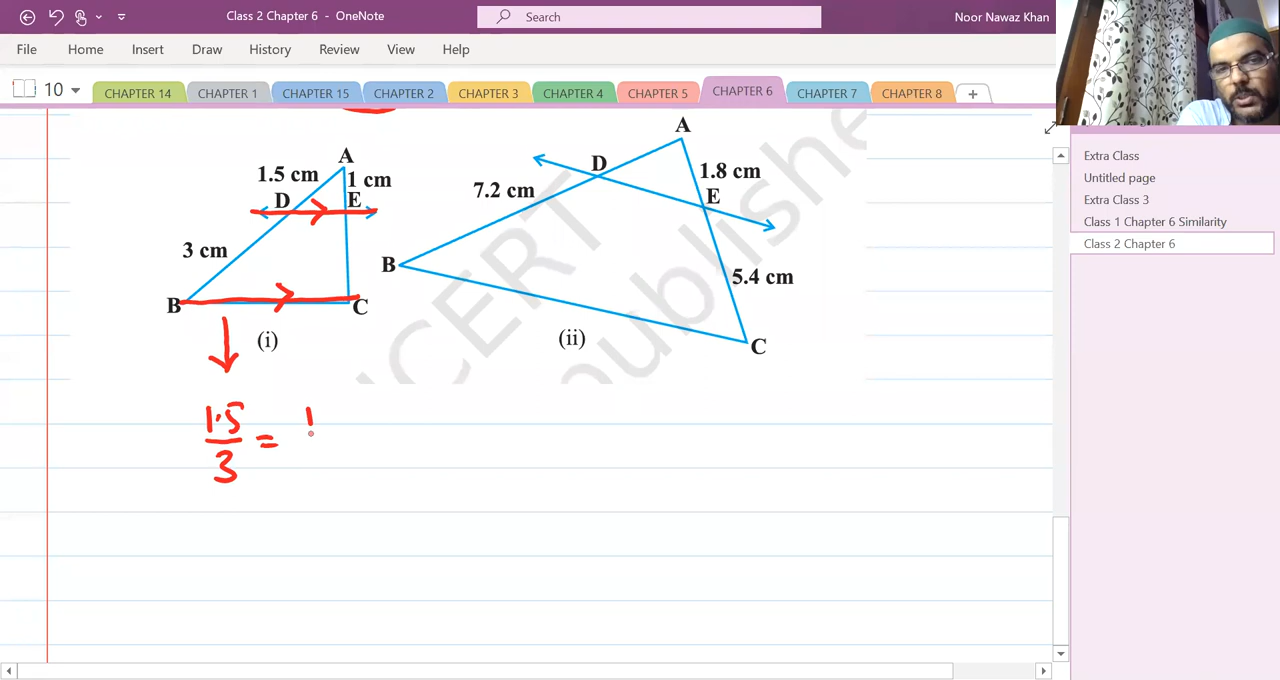 Class 2 Chapter 6 - OneNote
Search
Noor Nawaz Khan
File Home Insert Draw History Review View Help
10 CHAPTER 14 CHAPTER 1 CHAPTER 15 CHAPTER 2 CHAPTER 3 CHAPTER 4 CHAPTER 5 CHAPTER 6 CHAPTER 7 CHAPTER 8 +
Extra Class
Untitled page
Extra Class 3
Class 1 Chapter 6 Similarity
Class 2 Chapter 6
A
1.5 cm 1 cm
D E
3 cm
B C
(i)
A
D 1.8 cm
7.2 cm E
B
5.4 cm
(ii) C
NCERT
publishe
1.5
3
= 1